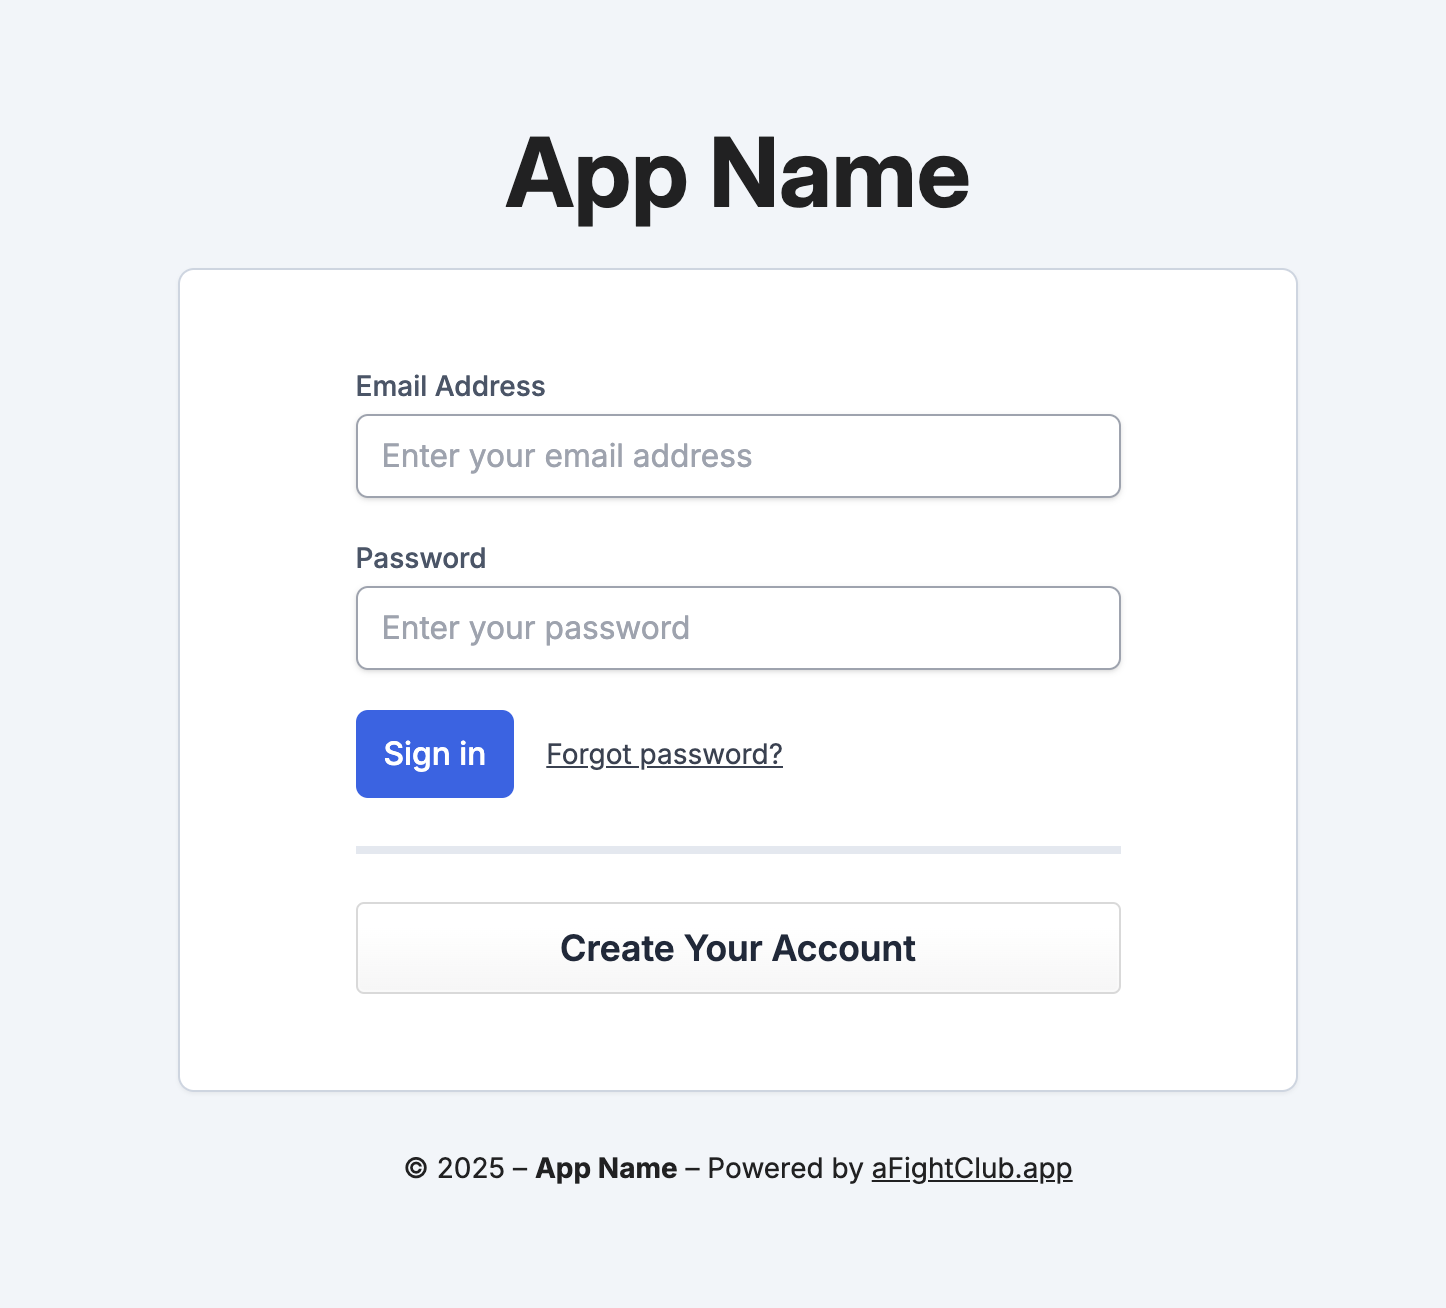 App Name
Email Address
Enter your email address
Password
Enter your password
Sign in Forgot password?
Create Your Account
© 2025 – App Name – Powered by aFightClub.app